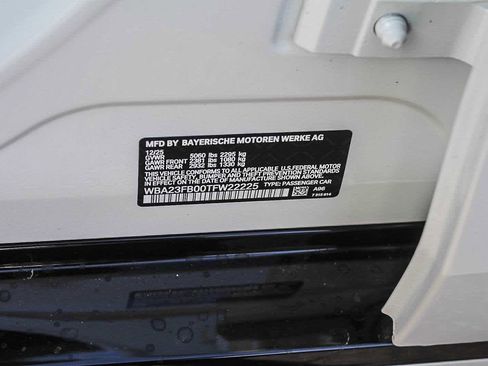 MFD BY BAYERISCHE MOTOREN WERKE AG
12/25
GVWR 5060 lbs 2295 kg
GAWR FRONT 2381 lbs 1080 kg
GAWR REAR 2932 lbs 1330 kg
THIS VEHICLE CONFORMS TO ALL APPLICABLE U.S.FEDERAL MOTOR
VEHICLE SAFETY, BUMPER, AND THEFT PREVENTION STANDARDS
IN EFFECT ON THE DATE OF MANUFACTURE SHOWN ABOVE.
WBA23FB00TFW22225 TYPE: PASSENGER CAR
A96